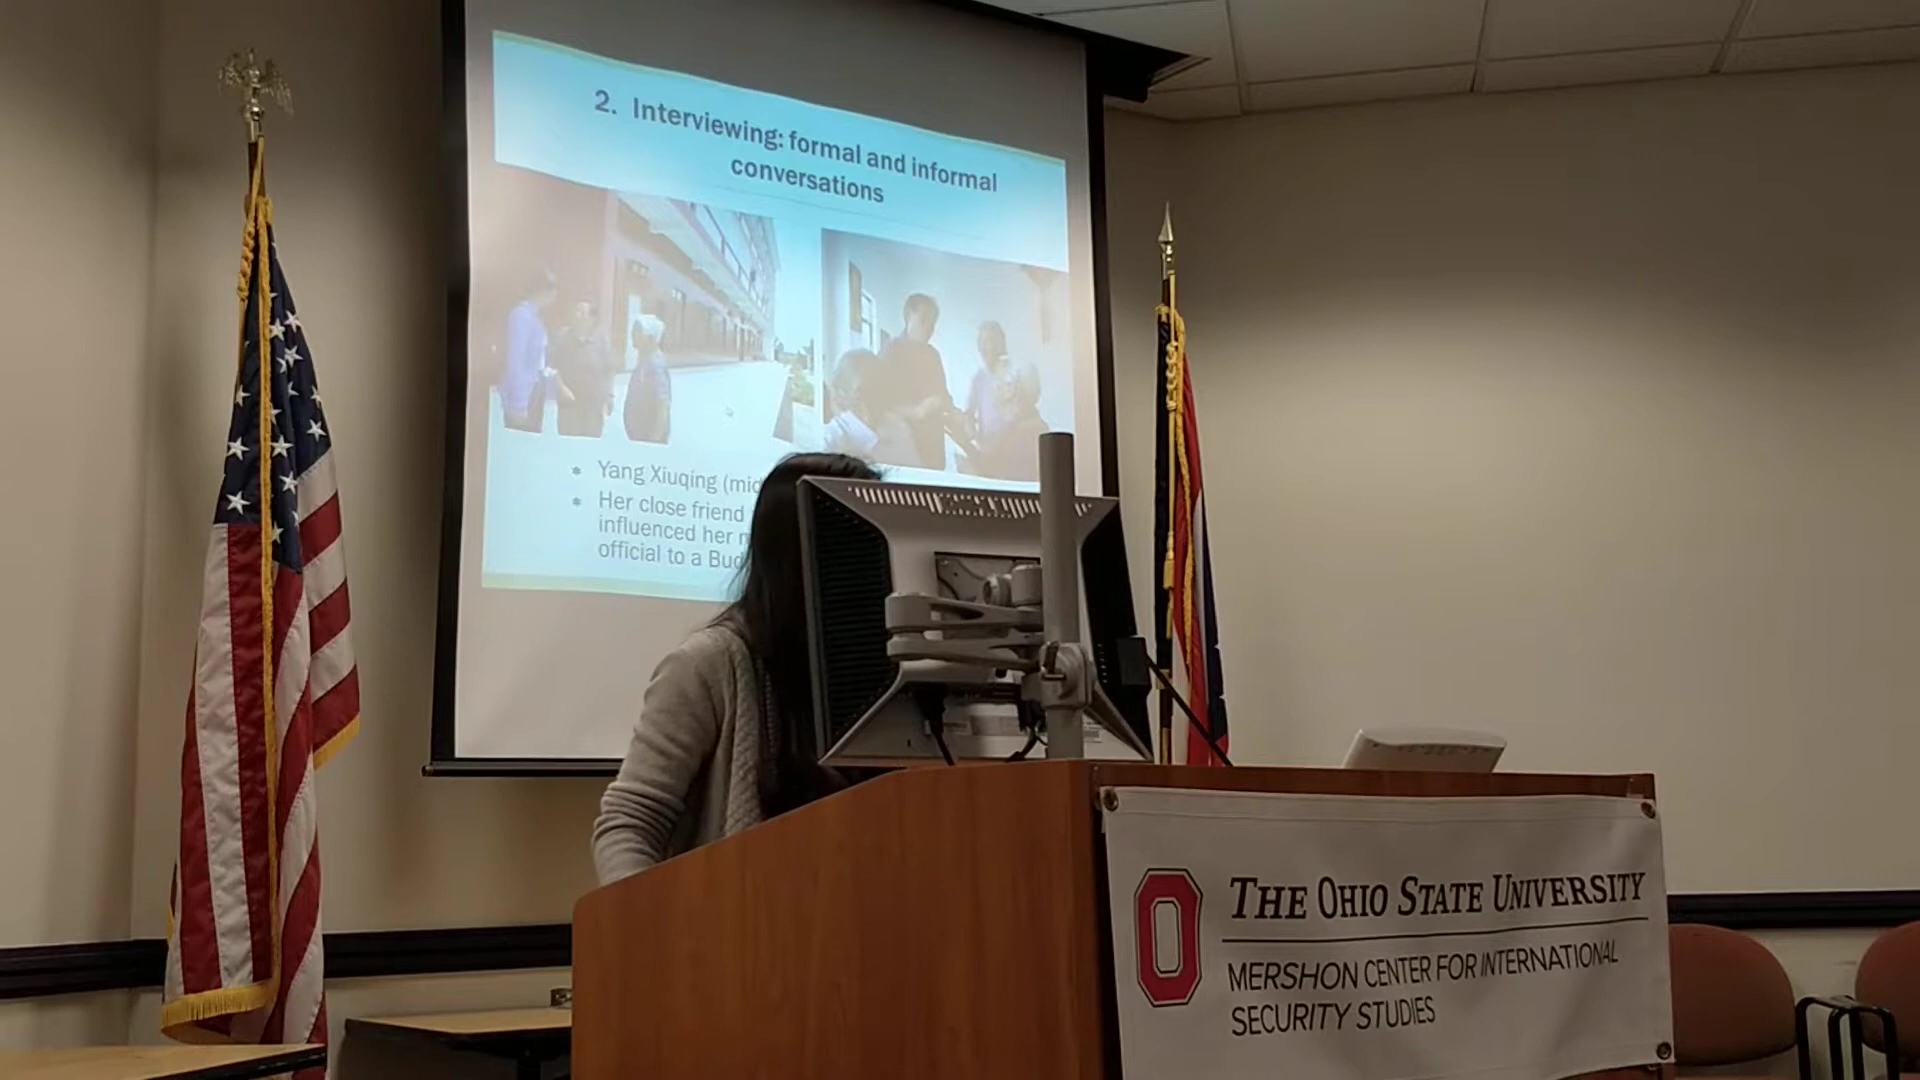 2. Interviewing: formal and informal
conversations
* Yang Xiuqing (mid
* Her close friend
influenced her
official to a Bud
THE OHIO STATE UNIVERSITY
MERSHON CENTER FOR INTERNATIONAL
SECURITY STUDIES